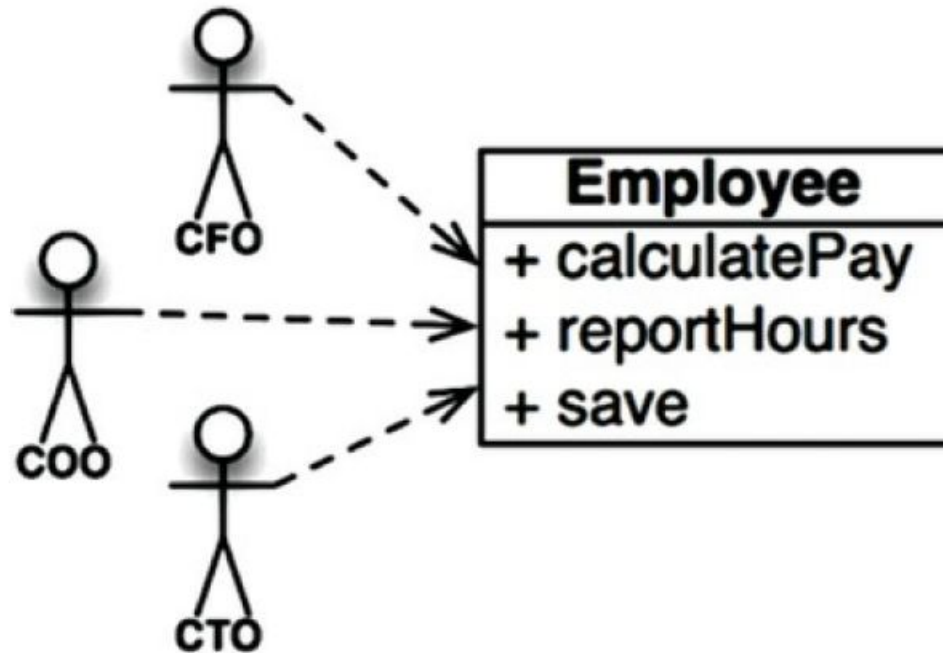 CFO
COO
CTO
Employee
+ calculatePay
+ reportHours
+ save